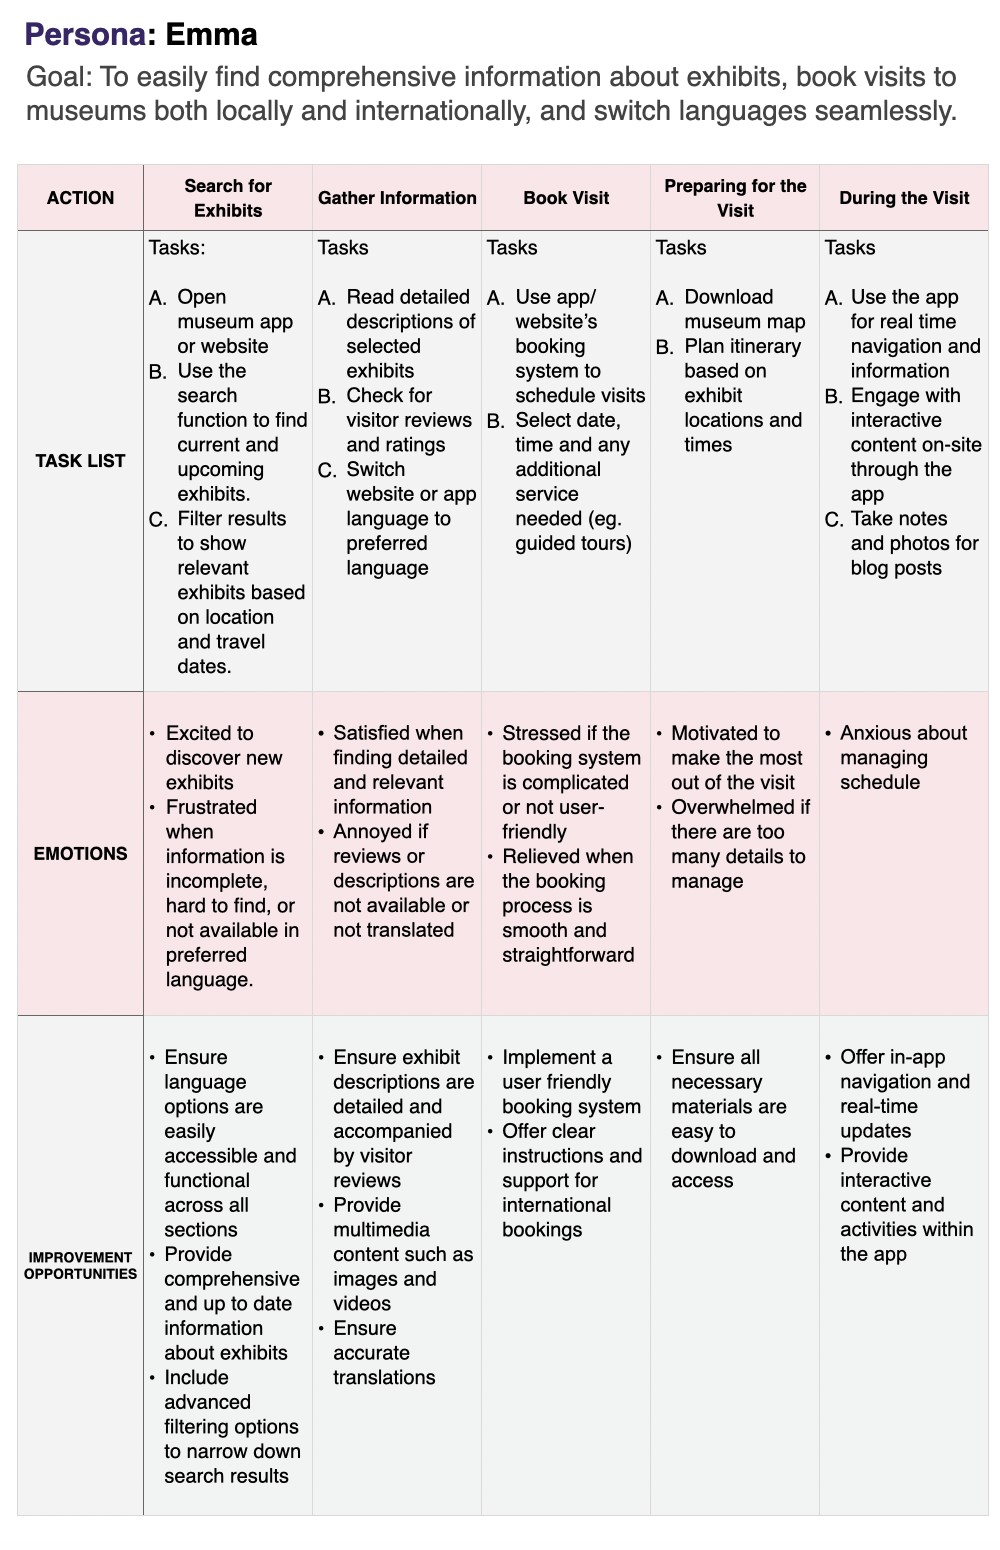 Persona: Emma
Goal: To easily find comprehensive information about exhibits, book visits to
museums both locally and internationally, and switch languages seamlessly.
ACTION
Search for
Exhibits
Gather Information
Book Visit
Preparing for the
Visit
During the Visit
TASK LIST
Tasks:
A. Open
museum app
or website
B. Use the
search
function to find
current and
upcoming
exhibits.
C. Filter results
to show
relevant
exhibits based
on location
and travel
dates.
Tasks
A. Read detailed
descriptions of
selected
exhibits
B. Check for
visitor reviews
and ratings
C. Switch
website or app
language to
preferred
language
Tasks
A. Use app/
website’s
booking
system to
schedule visits
B. Select date,
time and any
additional
service
needed (eg.
guided tours)
Tasks
A. Download
museum map
B. Plan itinerary
based on
exhibit
locations and
times
Tasks
A. Use the app
for real time
navigation and
information
B. Engage with
interactive
content on-site
through the
app
C. Take notes
and photos for
blog posts
EMOTIONS
• Excited to
discover new
exhibits
• Frustrated
when
information is
incomplete,
hard to find, or
not available in
preferred
language.
• Satisfied when
finding detailed
and relevant
information
• Annoyed if
reviews or
descriptions are
not available or
not translated
• Stressed if the
booking system
is complicated
or not user-
friendly
• Relieved when
the booking
process is
smooth and
straightforward
• Motivated to
make the most
out of the visit
• Overwhelmed if
there are too
many details to
manage
• Anxious about
managing
schedule
IMPROVEMENT
OPPORTUNITIES
• Ensure
language
options are
easily
accessible and
functional
across all
sections
• Provide
comprehensive
and up to date
information
about exhibits
• Include
advanced
filtering options
to narrow down
search results
• Ensure exhibit
descriptions are
detailed and
accompanied
by visitor
reviews
• Provide
multimedia
content such as
images and
videos
• Ensure
accurate
translations
• Implement a
user friendly
booking system
• Offer clear
instructions and
support for
international
bookings
• Ensure all
necessary
materials are
easy to
download and
access
• Offer in-app
navigation and
real-time
updates
• Provide
interactive
content and
activities within
the app